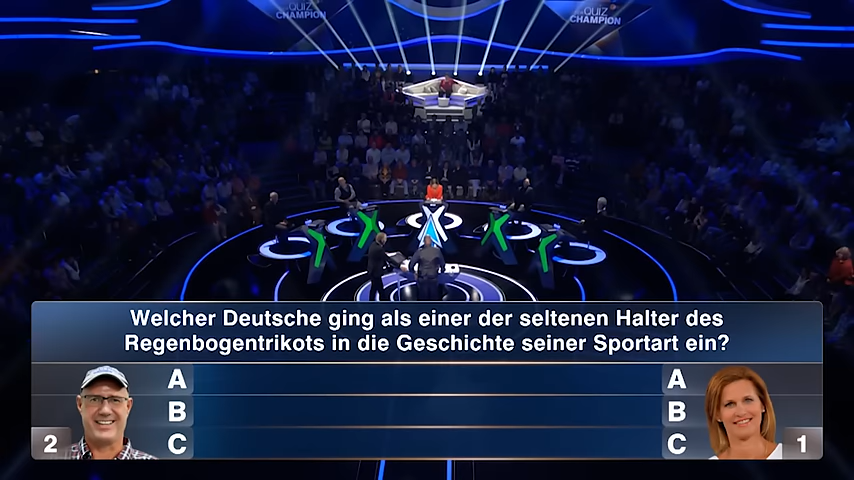 QUIZ
CHAMPION
QUIZ
CHAMPION
Welcher Deutsche ging als einer der seltenen Halter des
Regenbogentrikots in die Geschichte seiner Sportart ein?
A
A
B
B
2
C
C
1